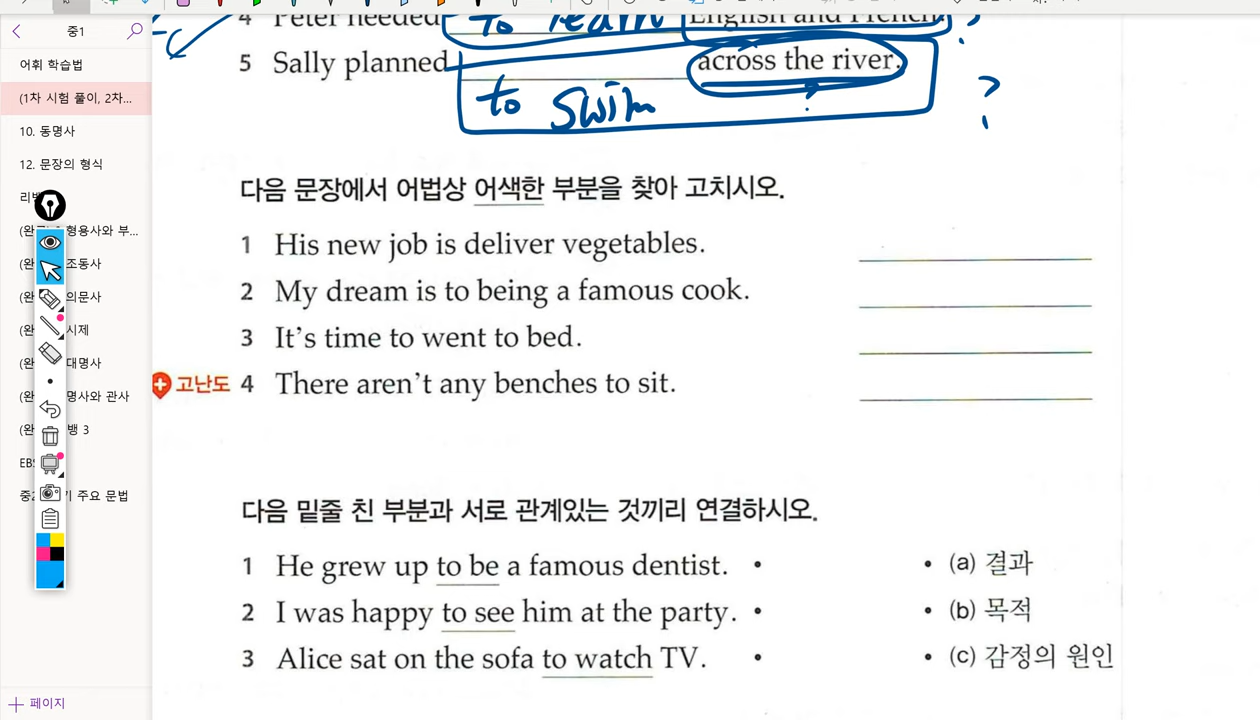 4 Peter needed to learn English and French. ?
중1
5 Sally planned across the river.
to swim ? ?
어휘 학습법
(1차 시험 풀이, 2차...
10. 동명사
12. 문장의 형식
다음 문장에서 어법상 어색한 부분을 찾아 고치시오.
1 His new job is deliver vegetables.
2 My dream is to being a famous cook.
3 It's time to went to bed.
고난도 4 There aren't any benches to sit.
형용사와 부...
조동사
의문사
시제
대명사
명사와 관사
뱅 3
주요 문법
다음 밑줄 친 부분과 서로 관계있는 것끼리 연결하시오.
1 He grew up to be a famous dentist. • • (a) 결과
2 I was happy to see him at the party. • • (b) 목적
3 Alice sat on the sofa to watch TV. • • (c) 감정의 원인
페이지